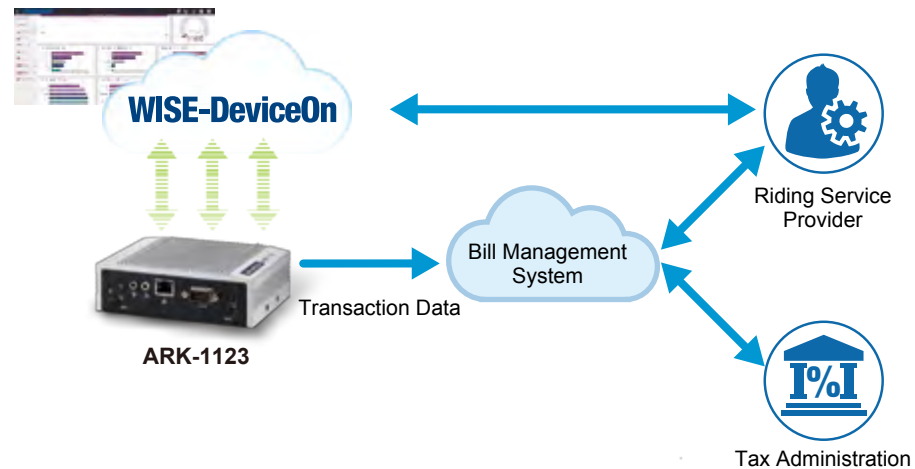 WISE-DeviceOn
Riding Service
Provider
Bill Management
System
Transaction Data
ARK-1123
%
Tax Administration